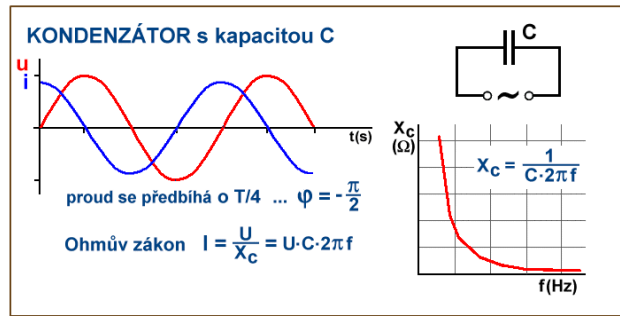 KONDENZÁTOR s kapacitou C
u
i
t(s)
proud se předbíhá o T/4 ... φ = - π/2
Ohmův zákon I = U/X_C = U·C·2πf
C
~
X_C
(Ω)
X_C = 1/(C·2πf)
f(Hz)